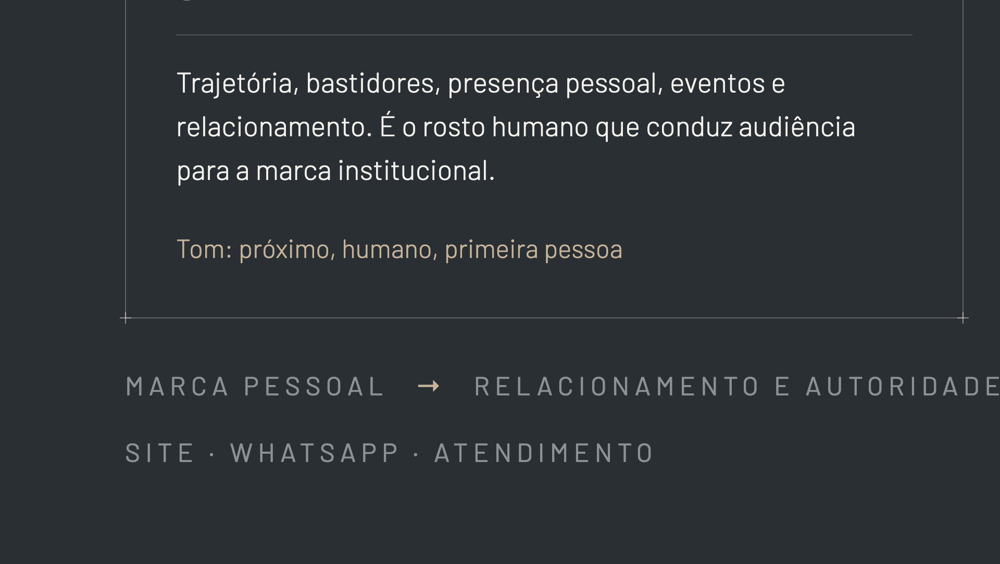 Trajetória, bastidores, presença pessoal, eventos e
relacionamento. É o rosto humano que conduz audiência
para a marca institucional.
Tom: próximo, humano, primeira pessoa
MARCA PESSOAL → RELACIONAMENTO E AUTORIDADE
SITE · WHATSAPP · ATENDIMENTO